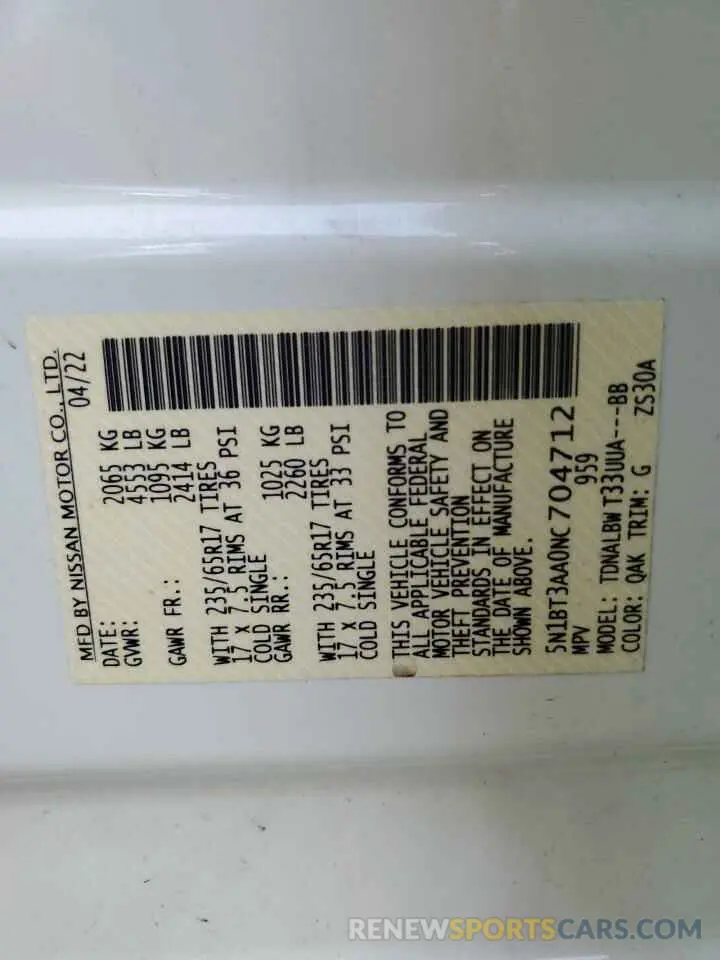 MFD BY NISSAN MOTOR CO., LTD.
DATE: 04/22
GVWR: 2065 KG
4553 LB
GAWR FR.: 1095 KG
2414 LB
WITH 235/65R17 TIRES
17 X 7.5 RIMS AT 36 PSI
COLD SINGLE
GAWR RR.: 1025 KG
2260 LB
WITH 235/65R17 TIRES
17 X 7.5 RIMS AT 33 PSI
COLD SINGLE
THIS VEHICLE CONFORMS TO
ALL APPLICABLE FEDERAL
MOTOR VEHICLE SAFETY AND
THEFT PREVENTION
STANDARDS IN EFFECT ON
THE DATE OF MANUFACTURE
SHOWN ABOVE.
5N1BT3AA0NC704712
MPV 959
MODEL: TDNALBW T33UUA---BB
COLOR: QAK TRIM: G ZS30A
RENEWSPORTSCARS.COM